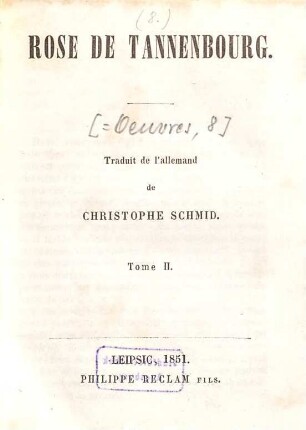 (8.)
ROSE DE TANNENBOURG.
[= Oeuvres, 8]
Traduit de l'allemand
de
CHRISTOPHE SCHMID.
Tome II.
LEIPSIC, 1851.
PHILIPPE RECLAM FILS.